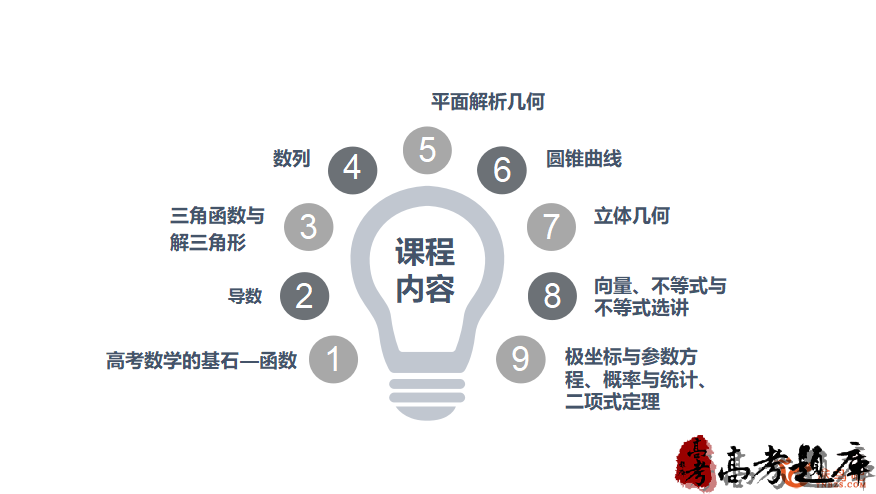 平面解析几何
数列
4
5
6
圆锥曲线
三角函数与
解三角形
3
7
立体几何
课程
内容
导数
2
8
向量、不等式与
不等式选讲
高考数学的基石—函数
1
9
极坐标与参数方
程、概率与统计、
二项式定理
高考
高考题库